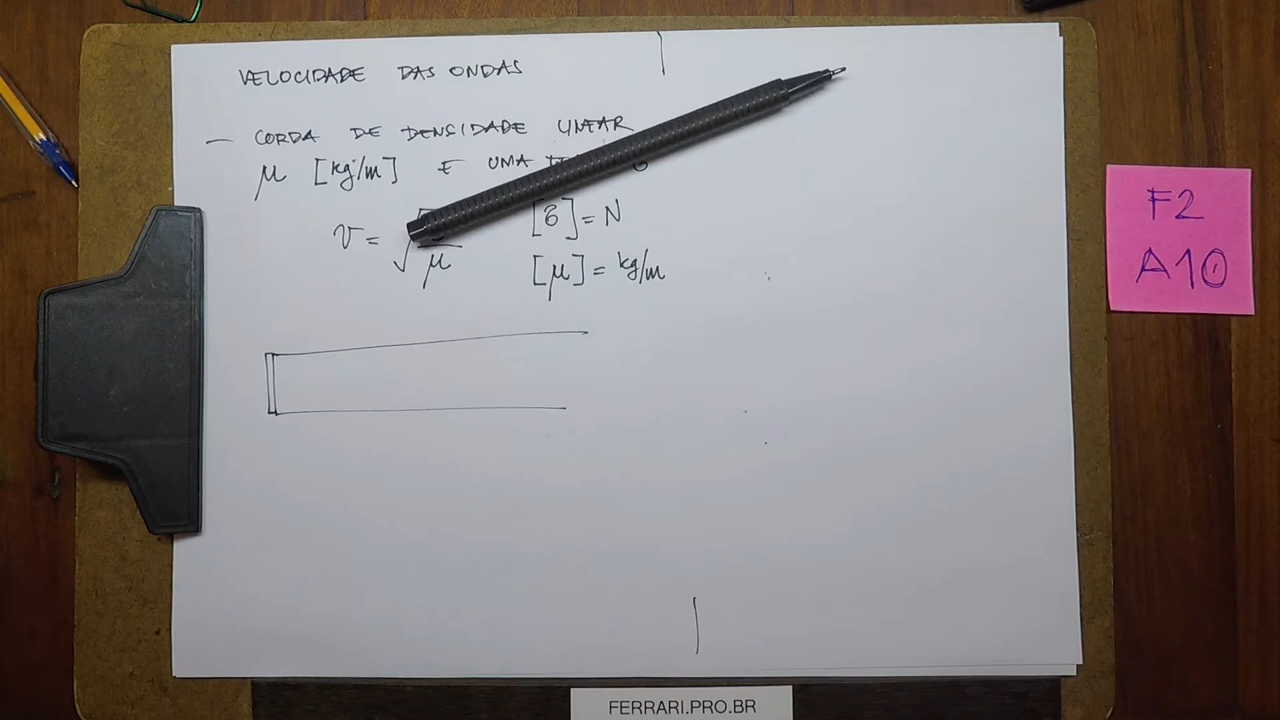 VELOCIDADE DAS ONDAS
— CORDA DE DENSIDADE LINEAR
μ [kg/m] E UMA
v = √ μ
[б] = N
[μ] = kg/m
F2
A10
FERRARI.PRO.BR